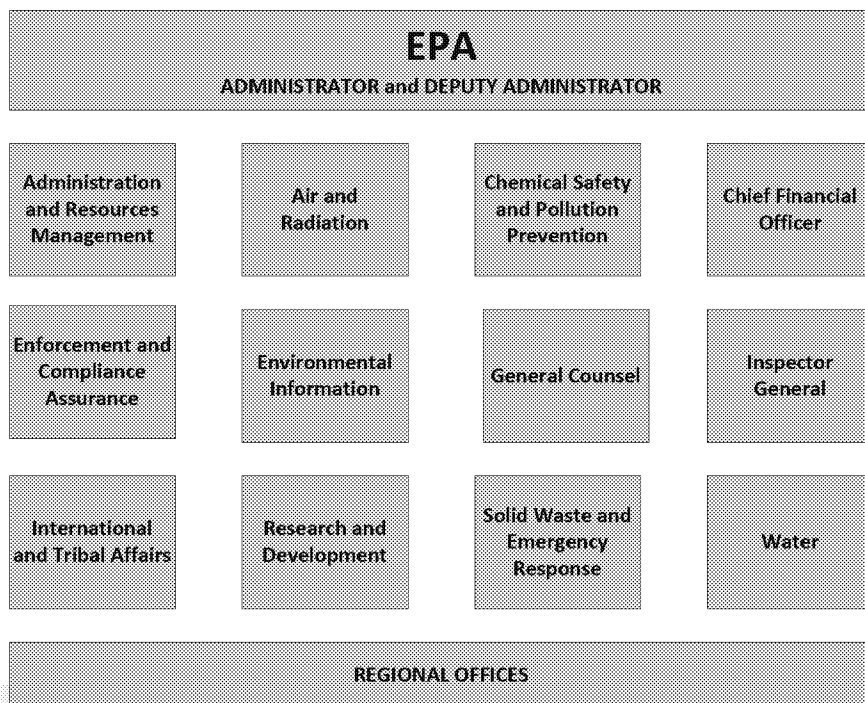 EPA
ADMINISTRATOR and DEPUTY ADMINISTRATOR
Administration
and Resources
Management
Air and
Radiation
Chemical Safety
and Pollution
Prevention
Chief Financial
Officer
Enforcement and
Compliance
Assurance
Environmental
Information
General Counsel
Inspector
General
International
and Tribal Affairs
Research and
Development
Solid Waste and
Emergency
Response
Water
REGIONAL OFFICES